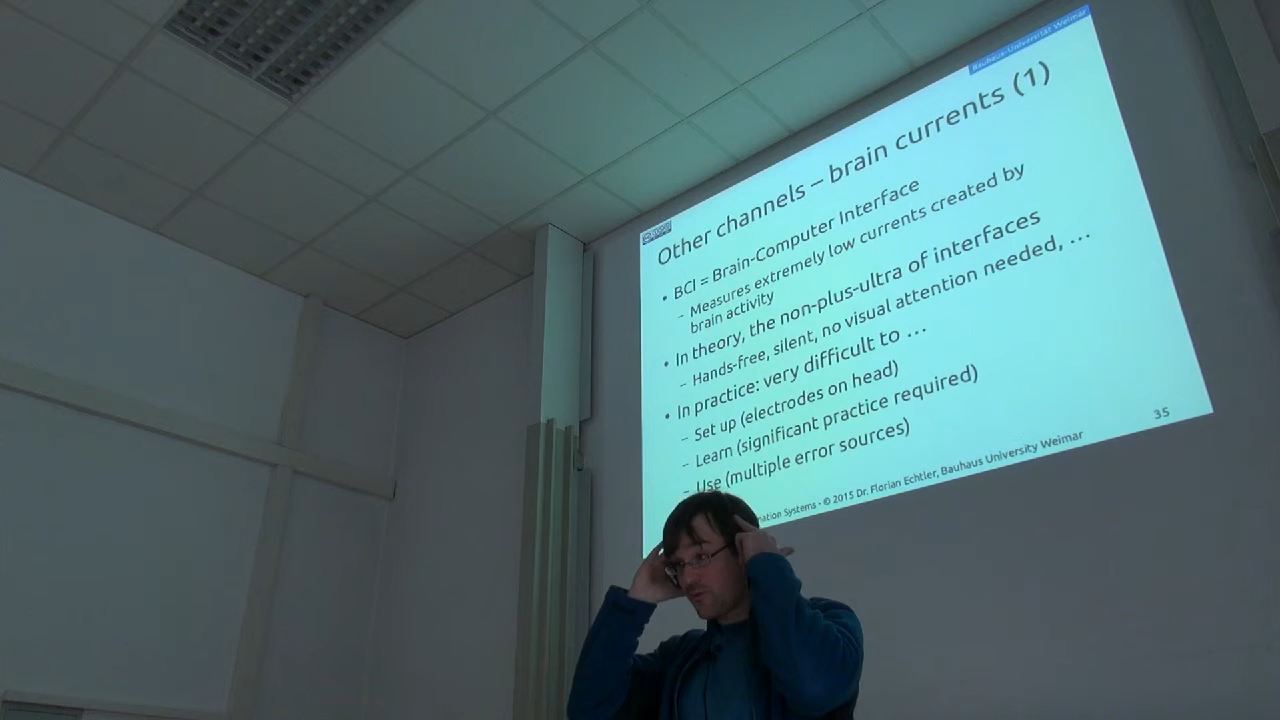 Bauhaus-Universität Weimar
Other channels – brain currents (1)
• BCI = Brain-Computer Interface
– Measures extremely low currents created by
brain activity
• In theory, the non-plus-ultra of interfaces
– Hands-free, silent, no visual attention needed, ...
• In practice: very difficult to ...
– Set up (electrodes on head)
– Learn (significant practice required)
– Use (multiple error sources)
35
Systems - © 2015 Dr. Florian Echtler, Bauhaus University Weimar